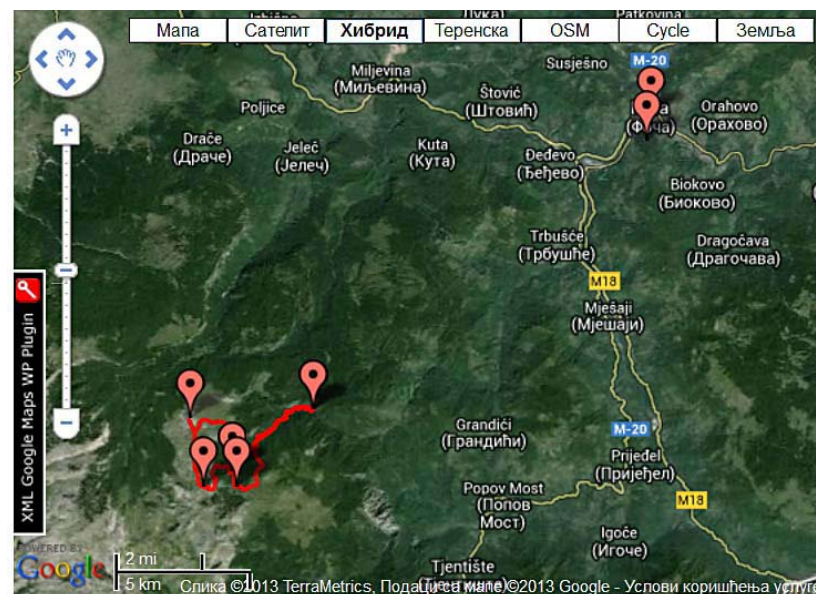 Мапа Сателит Хибрид Теренска OSM Cycle Земља
Patkovina
Susješno
M-20
Miljevina
(Миљевина)
Štović
(Штовић)
Poljice
Orahovo
(Ораховo)
(Фоча)
Drače
(Драче)
Jeleč
(Јелеч)
Kuta
(Кута)
Đeđevo
(Ђеђево)
Biokovo
(Биоково)
Trbušće
(Трбушће)
Dragočava
(Драгочава)
M18
Mješaji
(Мјешаји)
XML Google Maps WP Plugin
Grandići
(Грандићи)
M-20
Prijeđel
(Пријеђел)
Popov Most
(Попов
Мост)
M18
Igoče
(Игоче)
POWERED BY
Google
2 mi
5 km
Tjentište
Слика ©2013 TerraMetrics, Подаци са мапе ©2013 Google - Услови коришћења услуге